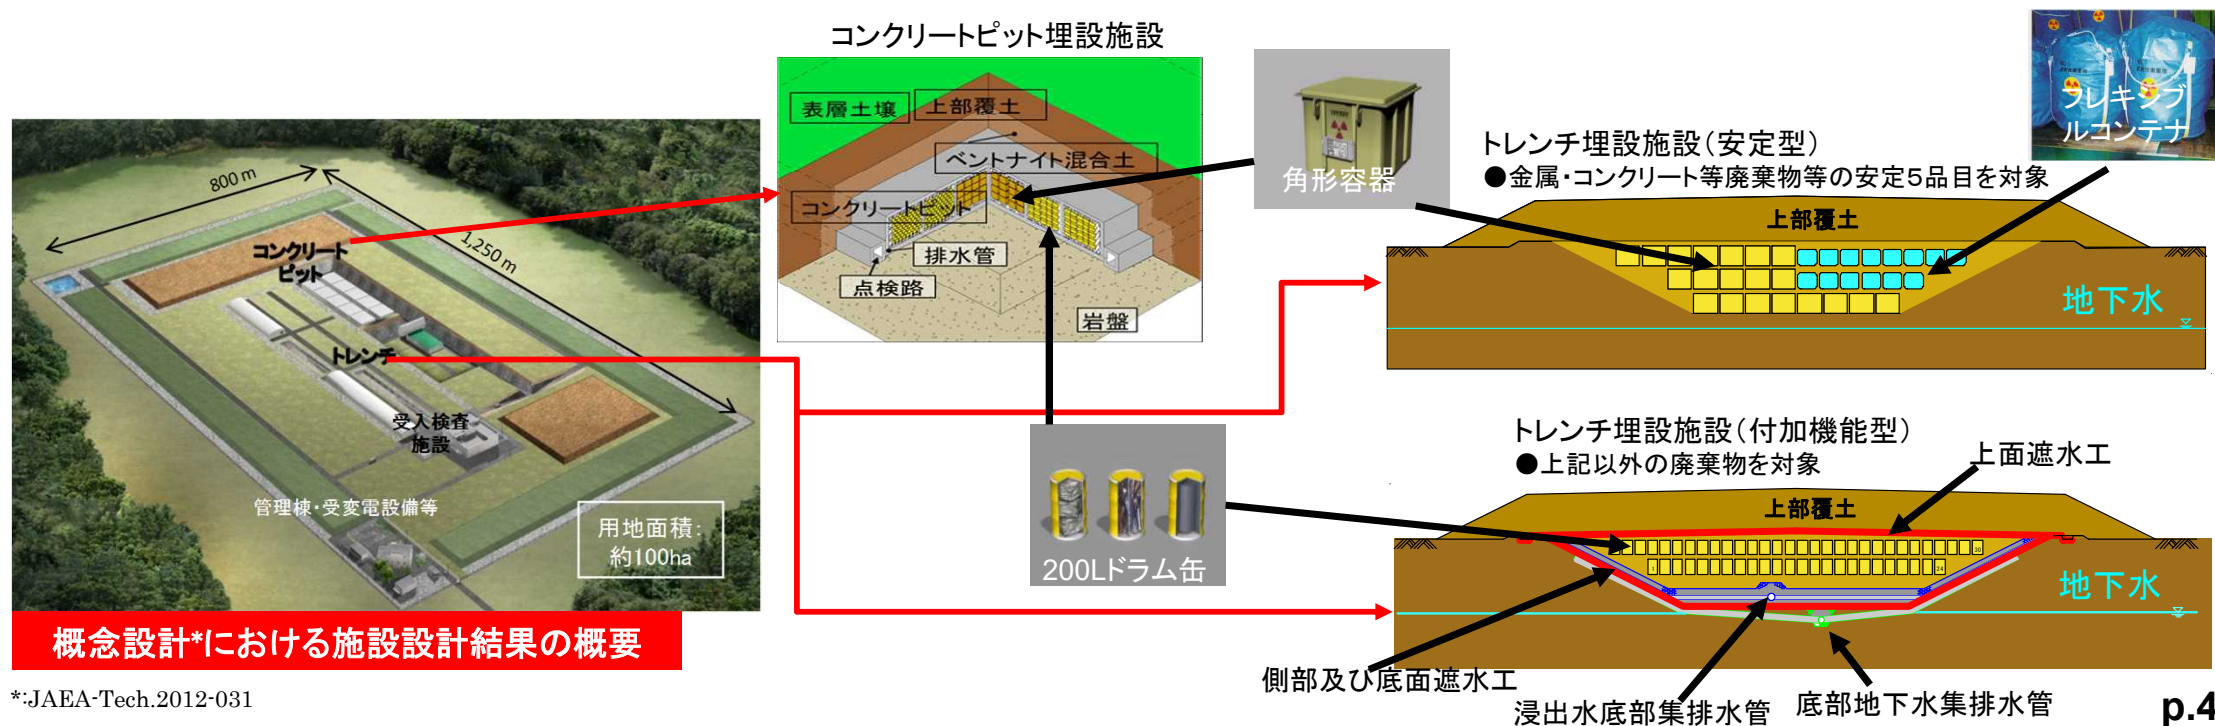 コンクリートピット埋設施設
800 m
1,250 m
コンクリート
ピット
トレンチ
受入検査
施設
管理棟・受変電設備等
用地面積：
約100ha
概念設計*における施設設計結果の概要
*:JAEA-Tech.2012-031
表層土壌
上部覆土
ベントナイト混合土
コンクリートピット
排水管
点検路
岩盤
角形容器
200Lドラム缶
フレキシブ
ルコンテナ
トレンチ埋設施設（安定型）
●金属・コンクリート等廃棄物等の安定５品目を対象
上部覆土
地下水
トレンチ埋設施設（付加機能型）
●上記以外の廃棄物を対象
上面遮水工
上部覆土
30
1
24
地下水
側部及び底面遮水工
浸出水底部集排水管
底部地下水集排水管
p.4